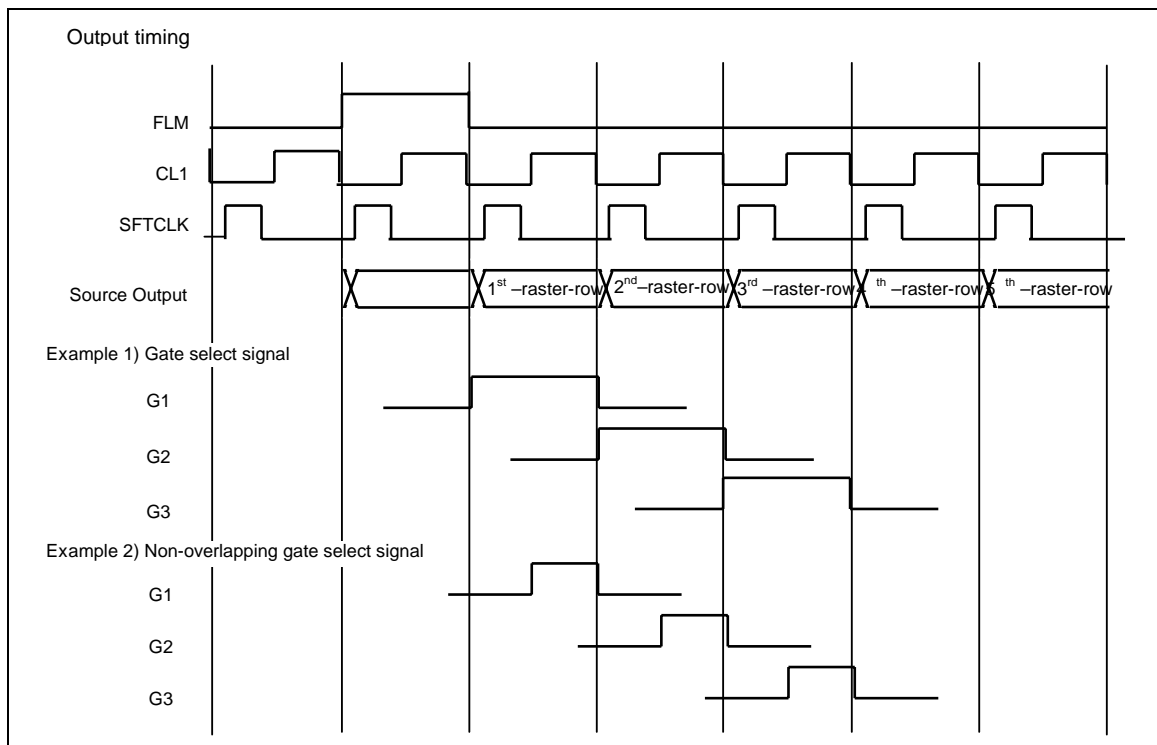 Output timing
FLM
CL1
SFTCLK
Source Output
1st –raster-row 2nd–raster-row 3rd –raster-row 4 th –raster-row 5 th –raster-row
Example 1) Gate select signal
G1
G2
G3
Example 2) Non-overlapping gate select signal
G1
G2
G3